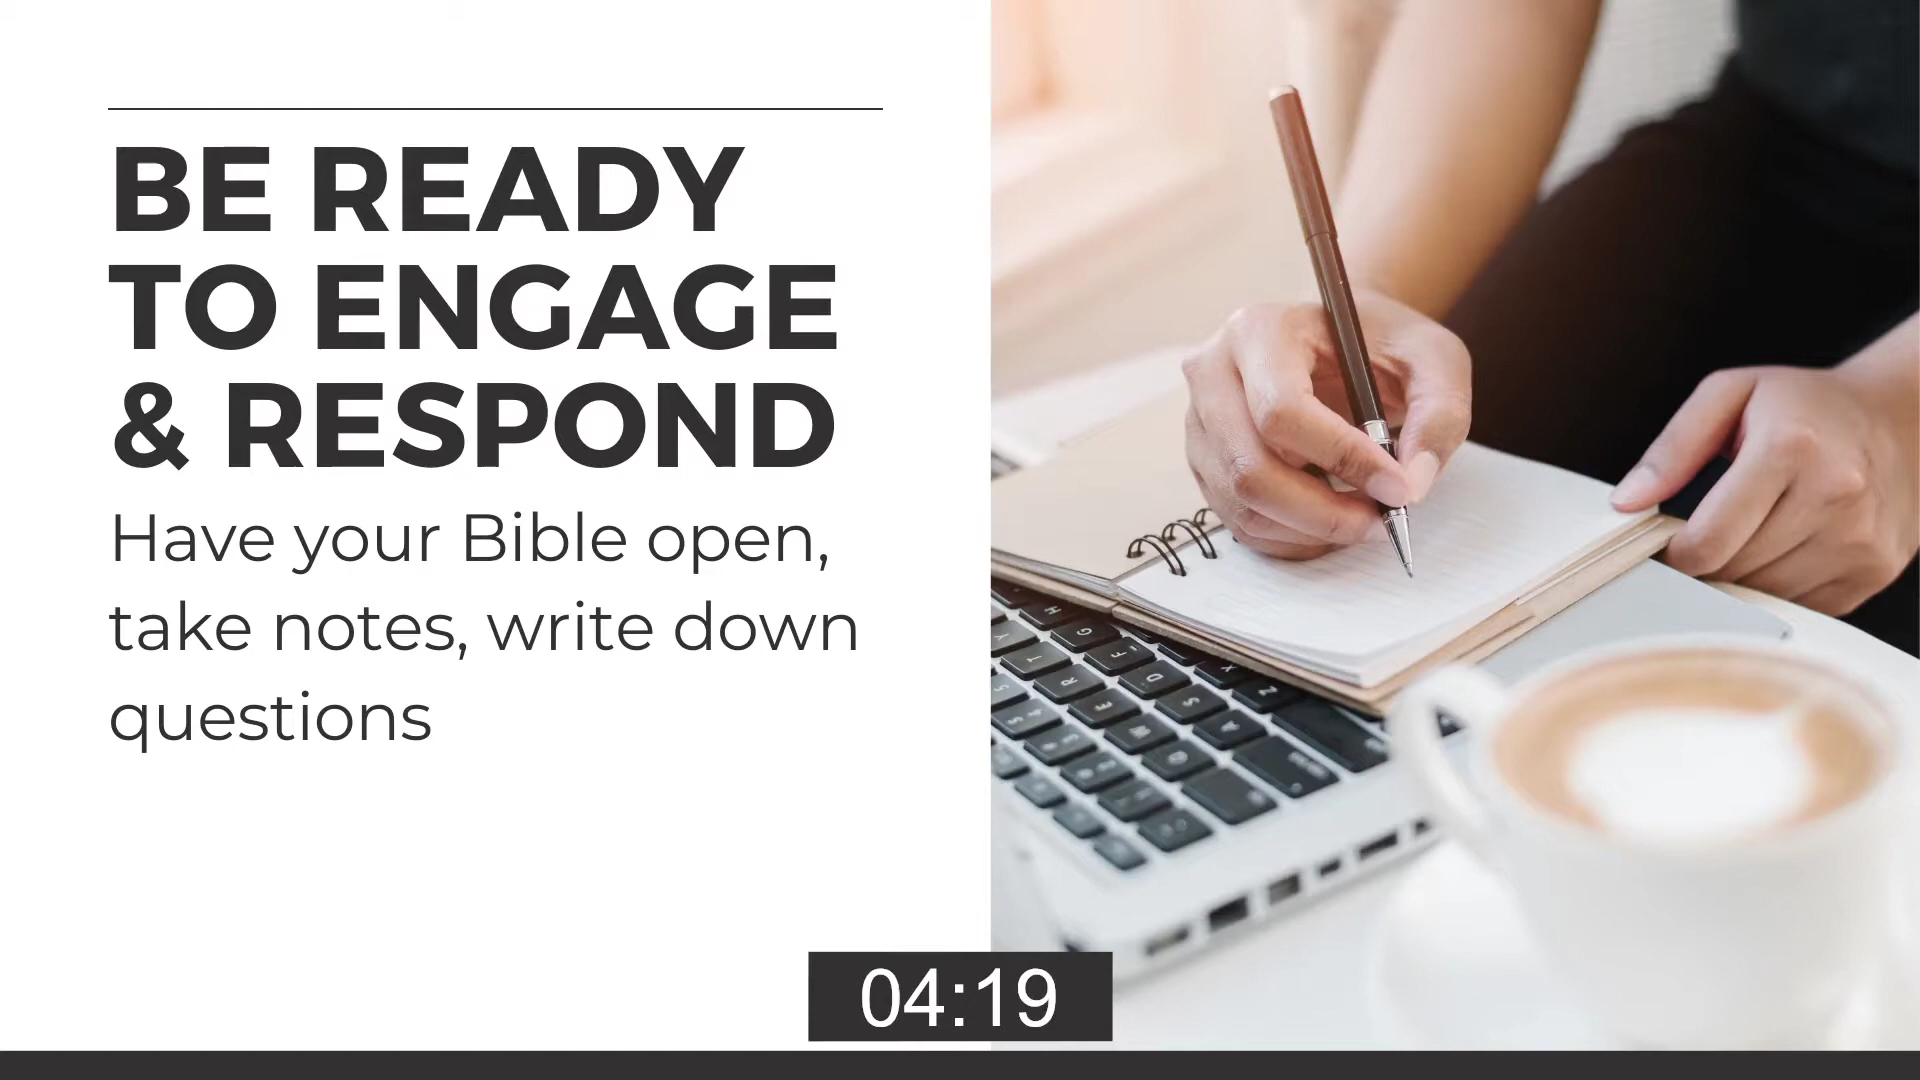 BE READY
TO ENGAGE
& RESPOND
Have your Bible open,
take notes, write down
questions
04:19